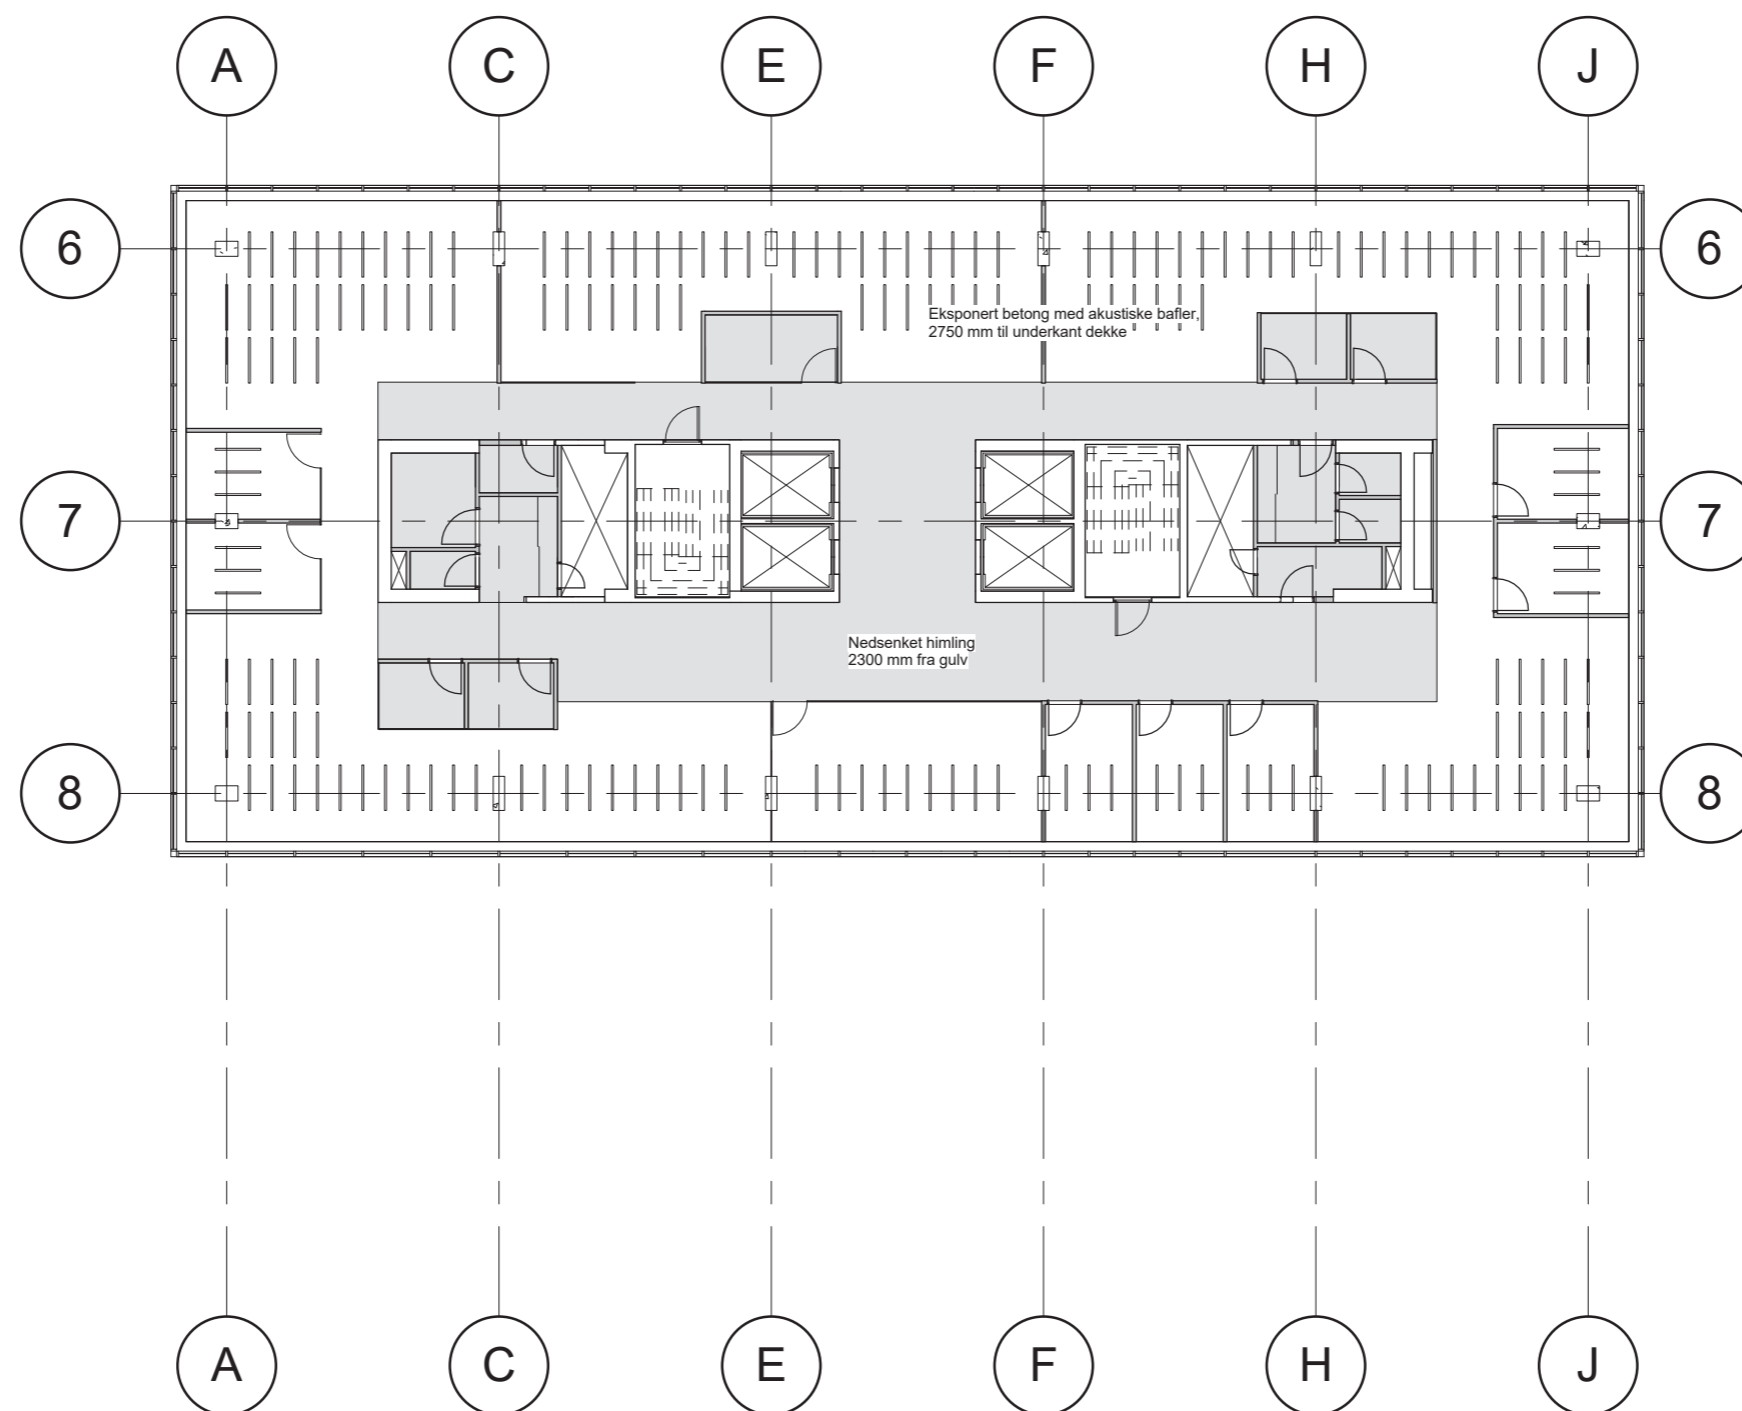 A C E F H J
6 6
Eksponert betong med akustiske bafler,
2750 mm til underkant dekke
7 7
Nedsenket himling
2300 mm fra gulv
8 8
A C E F H J